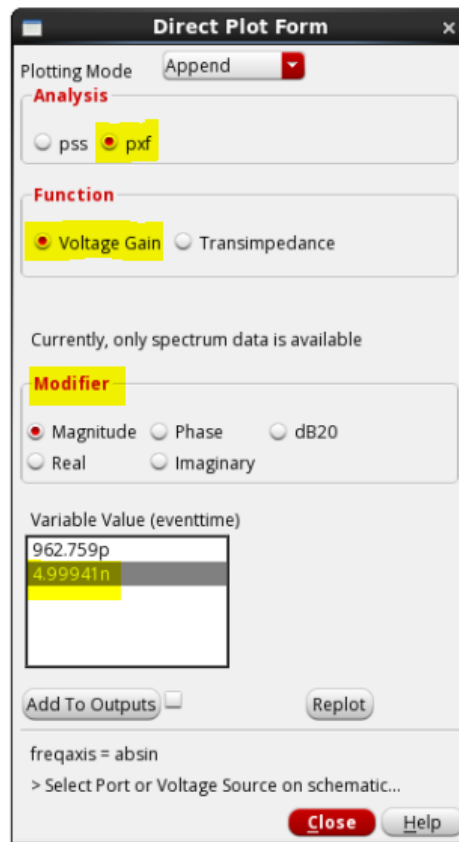 Direct Plot Form
Plotting Mode Append
Analysis
pss pxf
Function
Voltage Gain Transimpedance
Currently, only spectrum data is available
Modifier
Magnitude Phase dB20
Real Imaginary
Variable Value (eventtime)
962.759p
4.99941n
Add To Outputs Replot
freqaxis = absin
> Select Port or Voltage Source on schematic...
Close Help